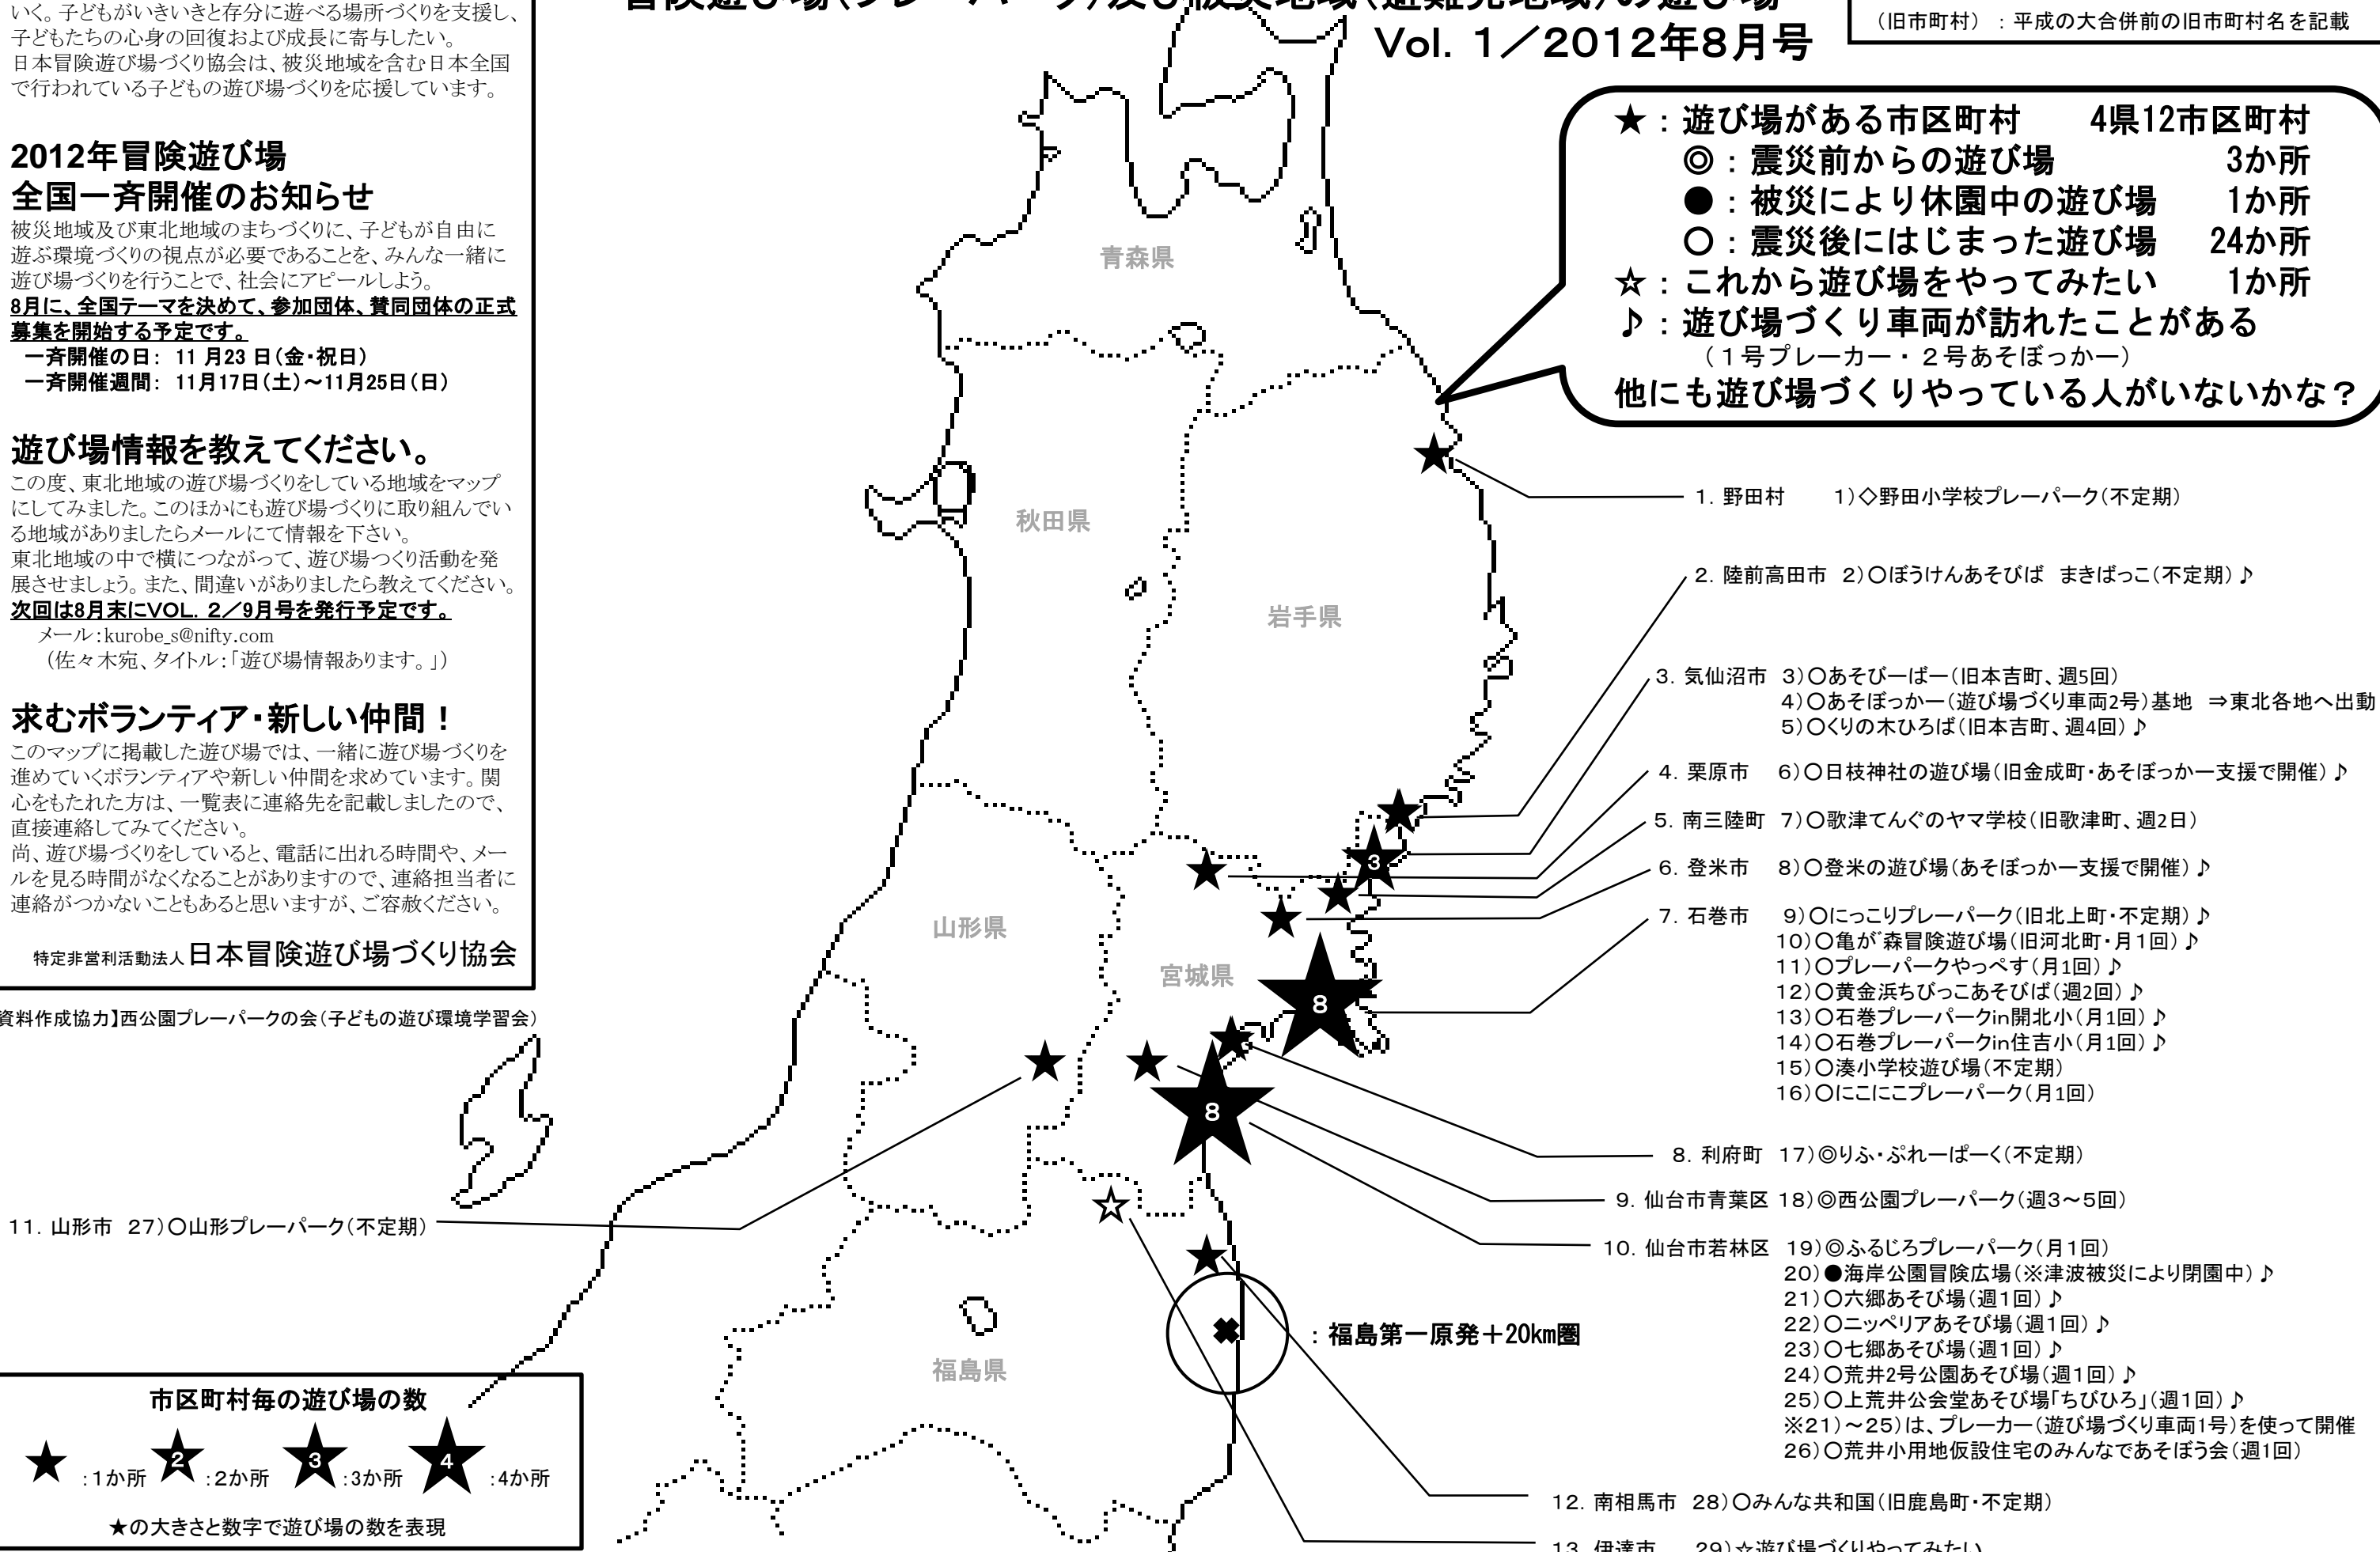 いく。子どもがいきいきと存分に遊べる場所づくりを支援し、
子どもたちの心身の回復および成長に寄与したい。
日本冒険遊び場づくり協会は、被災地域を含む日本全国
で行われている子どもの遊び場づくりを応援しています。
2012年冒険遊び場
全国一斉開催のお知らせ
被災地域及び東北地域のまちづくりに、子どもが自由に
遊ぶ環境づくりの視点が必要であることを、みんな一緒に
遊び場づくりを行うことで、社会にアピールしよう。
8月に、全国テーマを決めて、参加団体、賛同団体の正式
募集を開始する予定です。
一斉開催の日： 11月23日（金・祝日）
一斉開催週間： 11月17日（土）～11月25日（日）
遊び場情報を教えてください。
この度、東北地域の遊び場づくりをしている地域をマップ
にしてみました。このほかにも遊び場づくりに取り組んでい
る地域がありましたらメールにて情報を下さい。
東北地域の中で横につながって、遊び場つくり活動を発
展させましょう。また、間違いがありましたら教えてください。
次回は8月末にVOL．２／9月号を発行予定です。
メール：kurobe_s@nifty.com
（佐々木宛、タイトル：「遊び場情報あります。」）
求むボランティア・新しい仲間！
このマップに掲載した遊び場では、一緒に遊び場づくりを
進めていくボランティアや新しい仲間を求めています。関
心をもたれた方は、一覧表に連絡先を記載しましたので、
直接連絡してみてください。
尚、遊び場づくりをしていると、電話に出れる時間や、メー
ルを見る時間がなくなることがありますので、連絡担当者に
連絡がつかないこともあると思いますが、ご容赦ください。
特定非営利活動法人日本冒険遊び場づくり協会
資料作成協力】西公園プレーパークの会（子どもの遊び環境学習会）
冒険遊び場（プレーパーク）及び被災地域（避難先地域）の遊び場
Vol．１／２０１２年８月号
（旧市町村）：平成の大合併前の旧市町村名を記載
★：遊び場がある市区町村 4県12市区町村
◎：震災前からの遊び場 3か所
●：被災により休園中の遊び場 1か所
○：震災後にはじまった遊び場 24か所
☆：これから遊び場をやってみたい 1か所
♪：遊び場づくり車両が訪れたことがある
（１号プレーカー・２号あそぼっかー）
他にも遊び場づくりやっている人がいないかな？
青森県
秋田県
岩手県
山形県
宮城県
福島県
3
8
8
１．野田村 １）◇野田小学校プレーパーク（不定期）
２．陸前高田市 ２）○ぼうけんあそびば まきばっこ（不定期）♪
３．気仙沼市 ３）○あそびーばー（旧本吉町、週5回）
４）○あそぼっかー（遊び場づくり車両2号）基地 ⇒東北各地へ出動
５）○くりの木ひろば（旧本吉町、週4回）♪
４．栗原市 ６）○日枝神社の遊び場（旧金成町・あそぼっかー支援で開催）♪
５．南三陸町 ７）○歌津てんぐのヤマ学校（旧歌津町、週2日）
６．登米市 ８）○登米の遊び場（あそぼっかー支援で開催）♪
７．石巻市 ９）○にっこりプレーパーク（旧北上町・不定期）♪
１０）○亀が森冒険遊び場（旧河北町・月１回）♪
１１）○プレーパークやっぺす（月1回）♪
１２）○黄金浜ちびっこあそびば（週2回）♪
１３）○石巻プレーパークin開北小（月1回）♪
１４）○石巻プレーパークin住吉小（月1回）♪
１５）○湊小学校遊び場（不定期）
１６）○にこにこプレーパーク（月1回）
８．利府町 １７）◎りふ・ぷれーぱーく（不定期）
９．仙台市青葉区 １８）◎西公園プレーパーク（週3～5回）
１０．仙台市若林区 １９）◎ふるじろプレーパーク（月１回）
２０）●海岸公園冒険広場（※津波被災により閉園中）♪
２１）○六郷あそび場（週１回）♪
２２）○ニッペリアあそび場（週１回）♪
２３）○七郷あそび場（週１回）♪
２４）○荒井2号公園あそび場（週１回）♪
２５）○上荒井公会堂あそび場「ちびひろ」（週１回）♪
※２１）～２５）は、プレーカー（遊び場づくり車両1号）を使って開催
２６）○荒井小用地仮設住宅のみんなであそぼう会（週1回）
１１．山形市 ２７）○山形プレーパーク（不定期）
：福島第一原発＋20km圏
１２．南相馬市 ２８）○みんな共和国（旧鹿島町・不定期）
１３．伊達市 ２９）☆遊び場づくりやってみたい
市区町村毎の遊び場の数
：１か所 2 ：２か所 3 ：3か所 4 ：4か所
★の大きさと数字で遊び場の数を表現